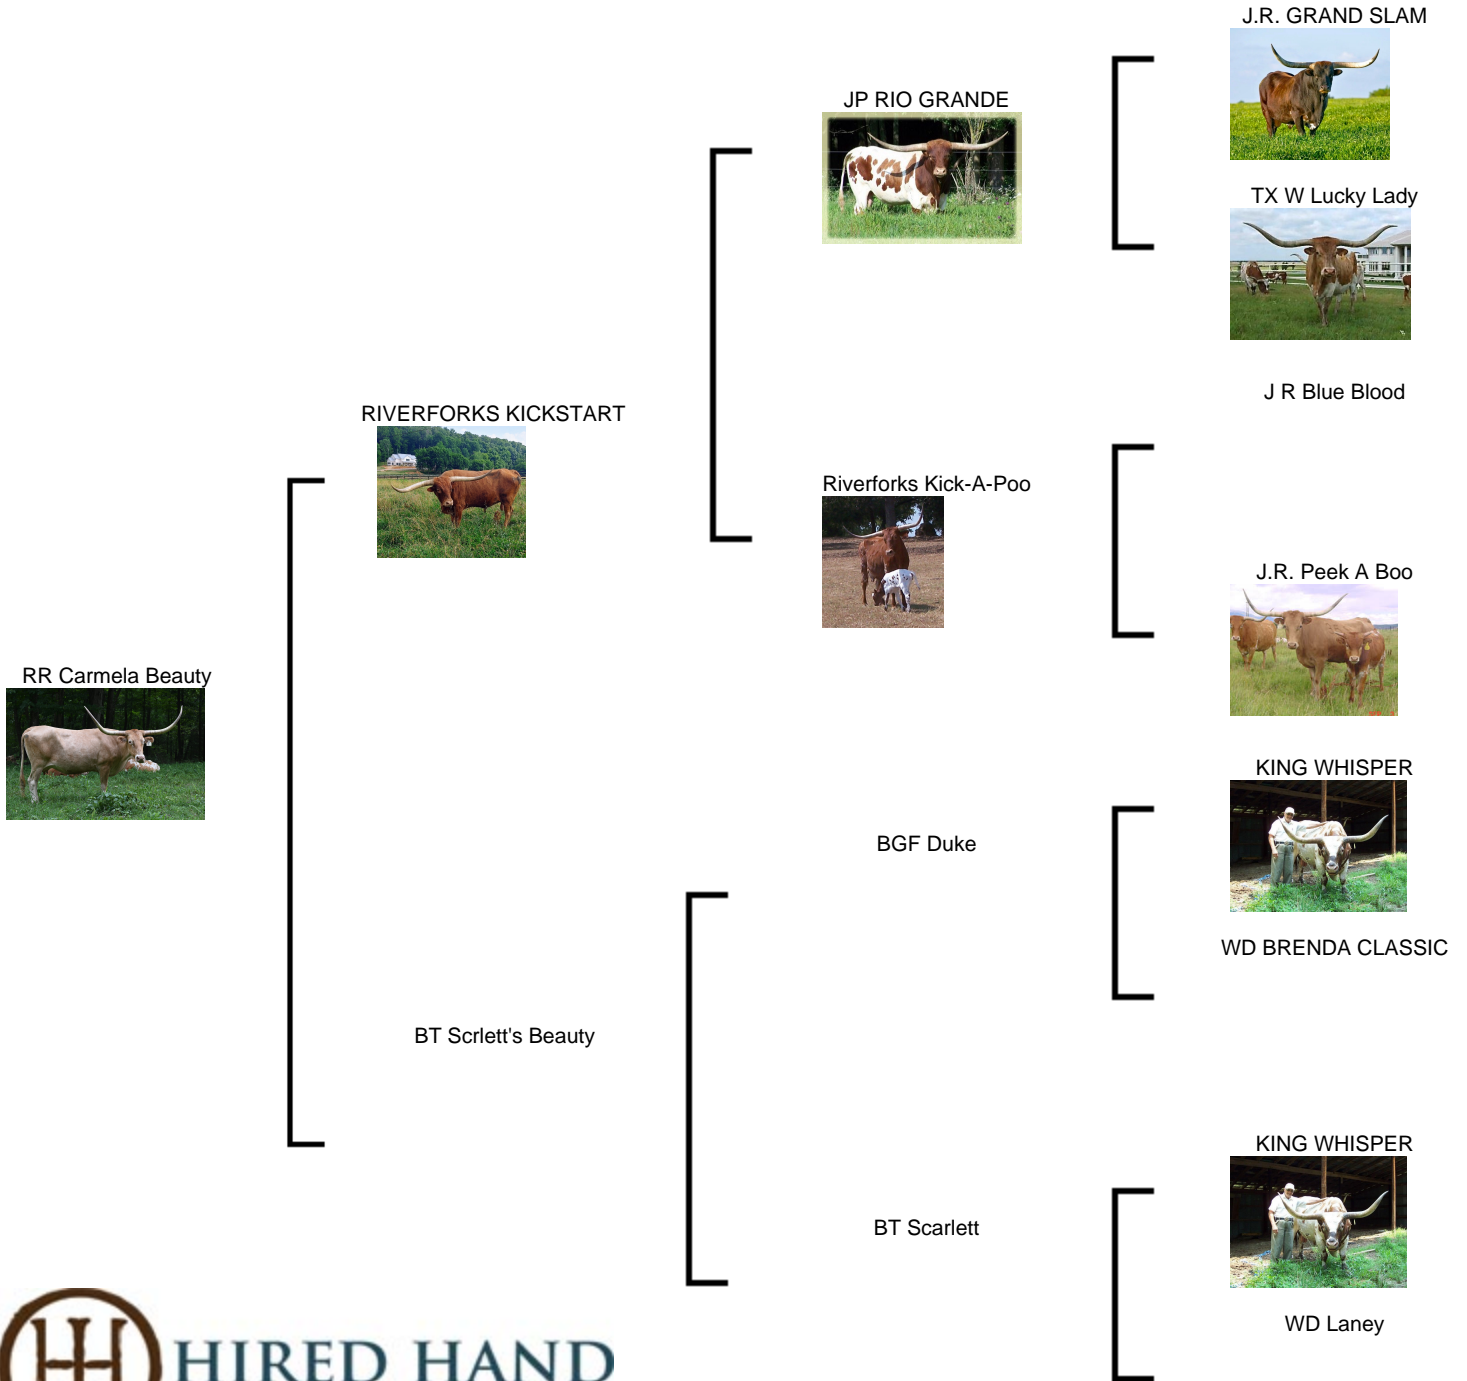 J.R. GRAND SLAM
JP RIO GRANDE
TX W Lucky Lady
J R Blue Blood
RIVERFORKS KICKSTART
Riverforks Kick-A-Poo
J.R. Peek A Boo
RR Carmela Beauty
KING WHISPER
BGF Duke
WD BRENDA CLASSIC
BT Scrlett's Beauty
KING WHISPER
BT Scarlett
WD Laney
HIRED HAND